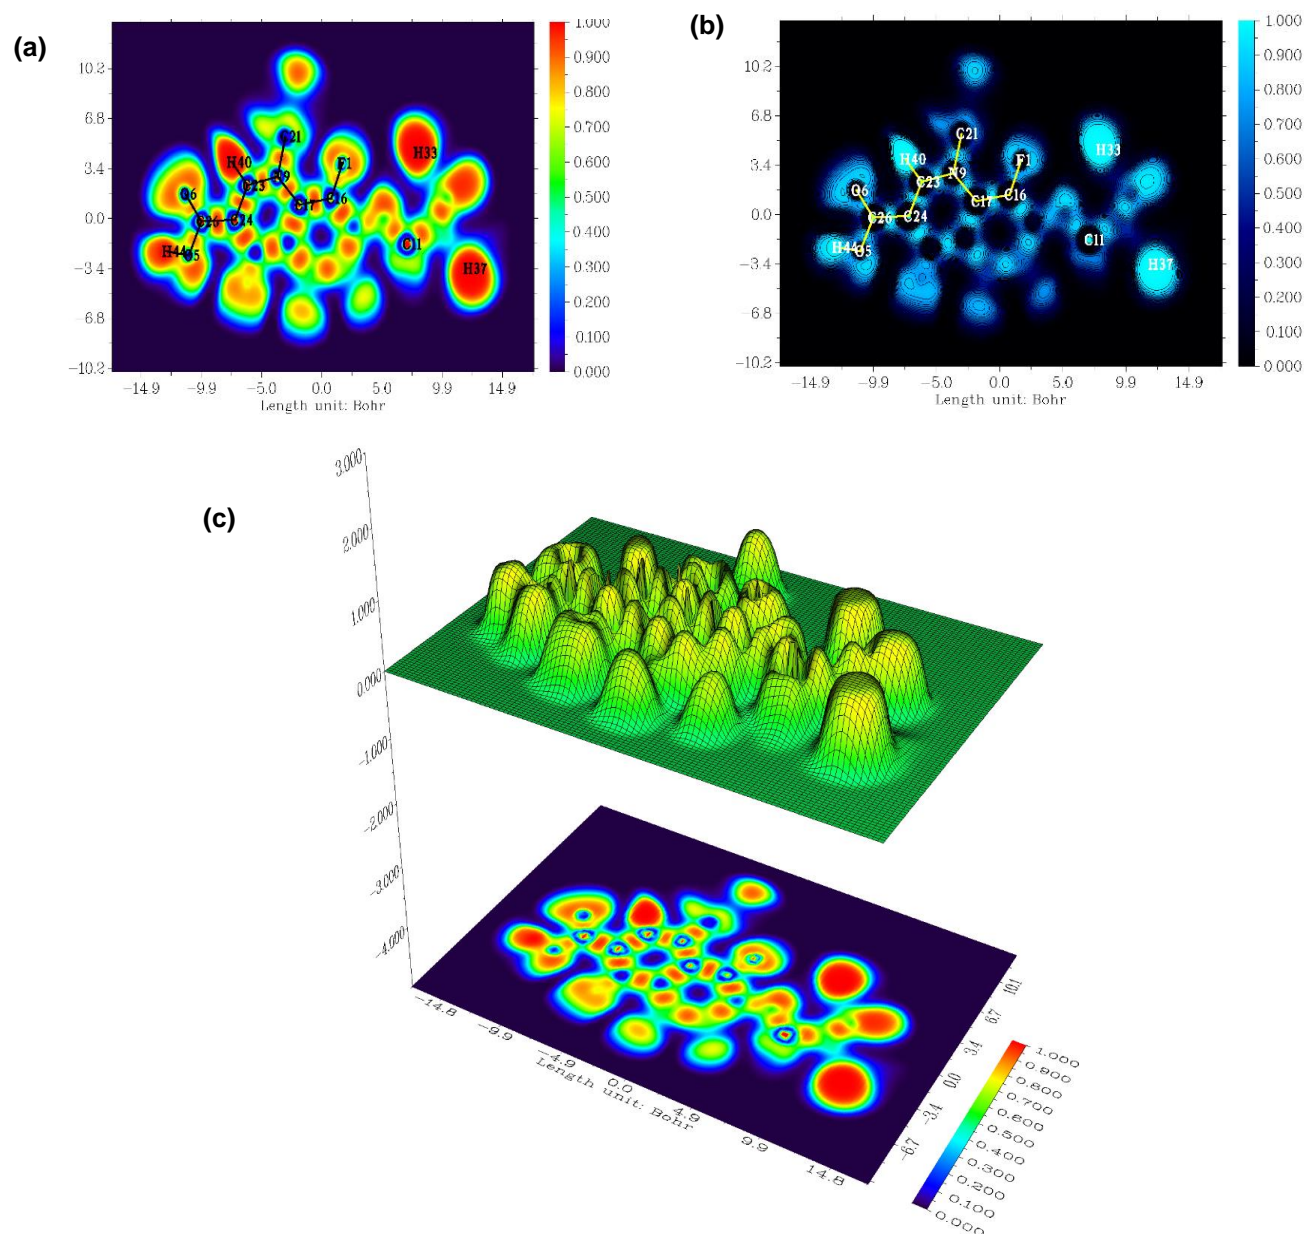 (a)
10.2
6.8
3.4
0.0
−3.4
−6.8
−10.2
−14.9 −9.9 −5.0 0.0 5.0 9.9 14.9
Length unit: Bohr
C21
F1
H33
H40
C23
N9
O6
C17
C16
C26
C24
H44
O5
C11
H37
1.000
0.900
0.800
0.700
0.600
0.500
0.400
0.300
0.200
0.100
0.000
(b)
10.2
6.8
3.4
0.0
−3.4
−6.8
−10.2
−14.9 −9.9 −5.0 0.0 5.0 9.9 14.9
Length unit: Bohr
C21
F1
H33
H40
N9
C23
O6
C17
C16
C26
C24
H44
O5
C11
H37
1.000
0.900
0.800
0.700
0.600
0.500
0.400
0.300
0.200
0.100
0.000
(c)
3.000
2.000
1.000
0.000
−1.000
−2.000
−3.000
−4.000
−14.8 −9.9 −4.9 0.0 4.9 9.9 14.8
Length unit: Bohr
10.1
6.7
3.4
0.0
−3.4
−6.7
1.000
0.900
0.800
0.700
0.600
0.500
0.400
0.300
0.200
0.100
0.000